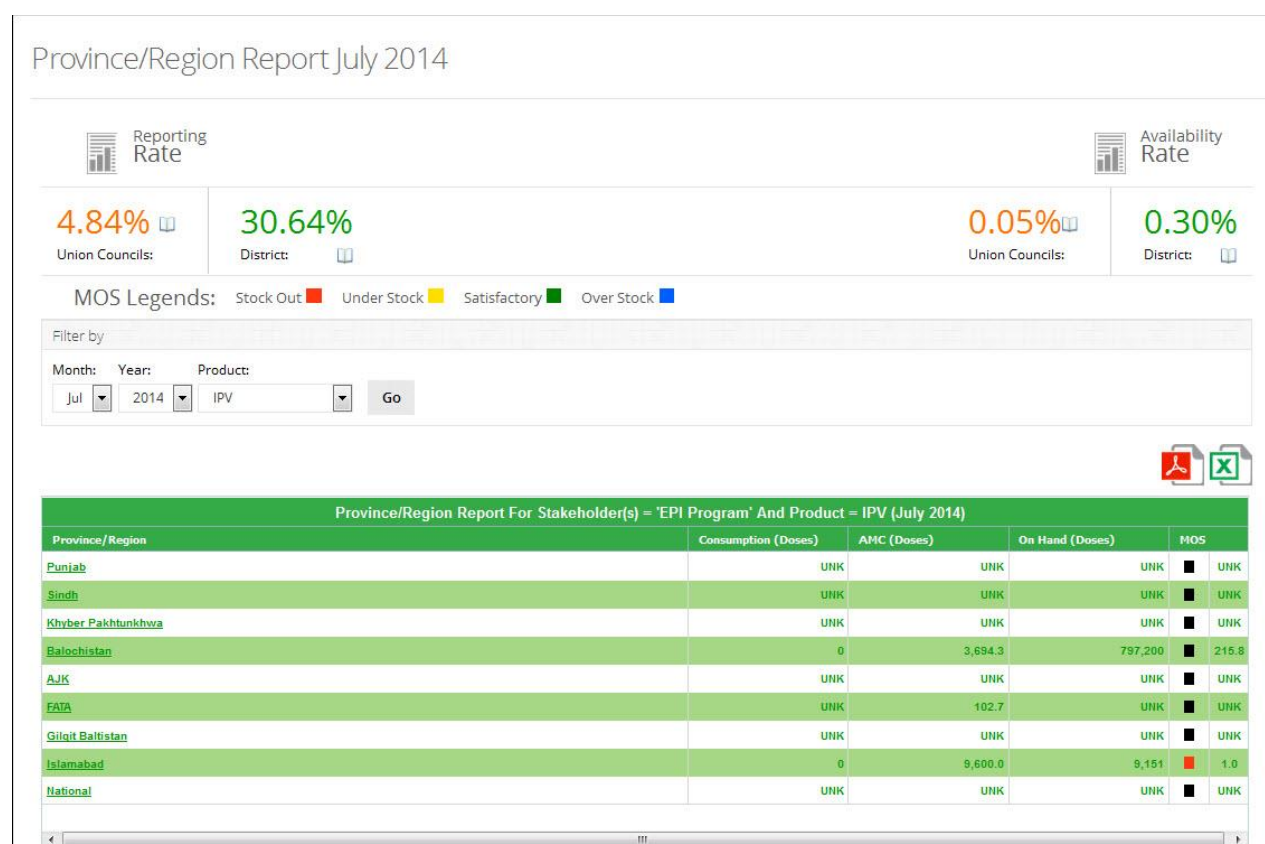 Province/Region Report July 2014
Reporting
Rate
Availability
Rate
4.84% 30.64% 0.05% 0.30%
Union Councils: District: Union Councils: District:
MOS Legends: Stock Out Under Stock Satisfactory Over Stock
Filter by
Month: Year: Product:
Jul 2014 IPV Go
Province/Region Report For Stakeholder(s) = 'EPI Program' And Product = IPV (July 2014)
Province/Region Consumption (Doses) AMC (Doses) On Hand (Doses) MOS
Punjab UNK UNK UNK UNK
Sindh UNK UNK UNK UNK
Khyber Pakhtunkhwa UNK UNK UNK UNK
Balochistan 0 3,694.3 797,200 215.8
AJK UNK UNK UNK UNK
FATA UNK 102.7 UNK UNK
Gilgit Baltistan UNK UNK UNK UNK
Islamabad 0 9,600.0 9,151 1.0
National UNK UNK UNK UNK